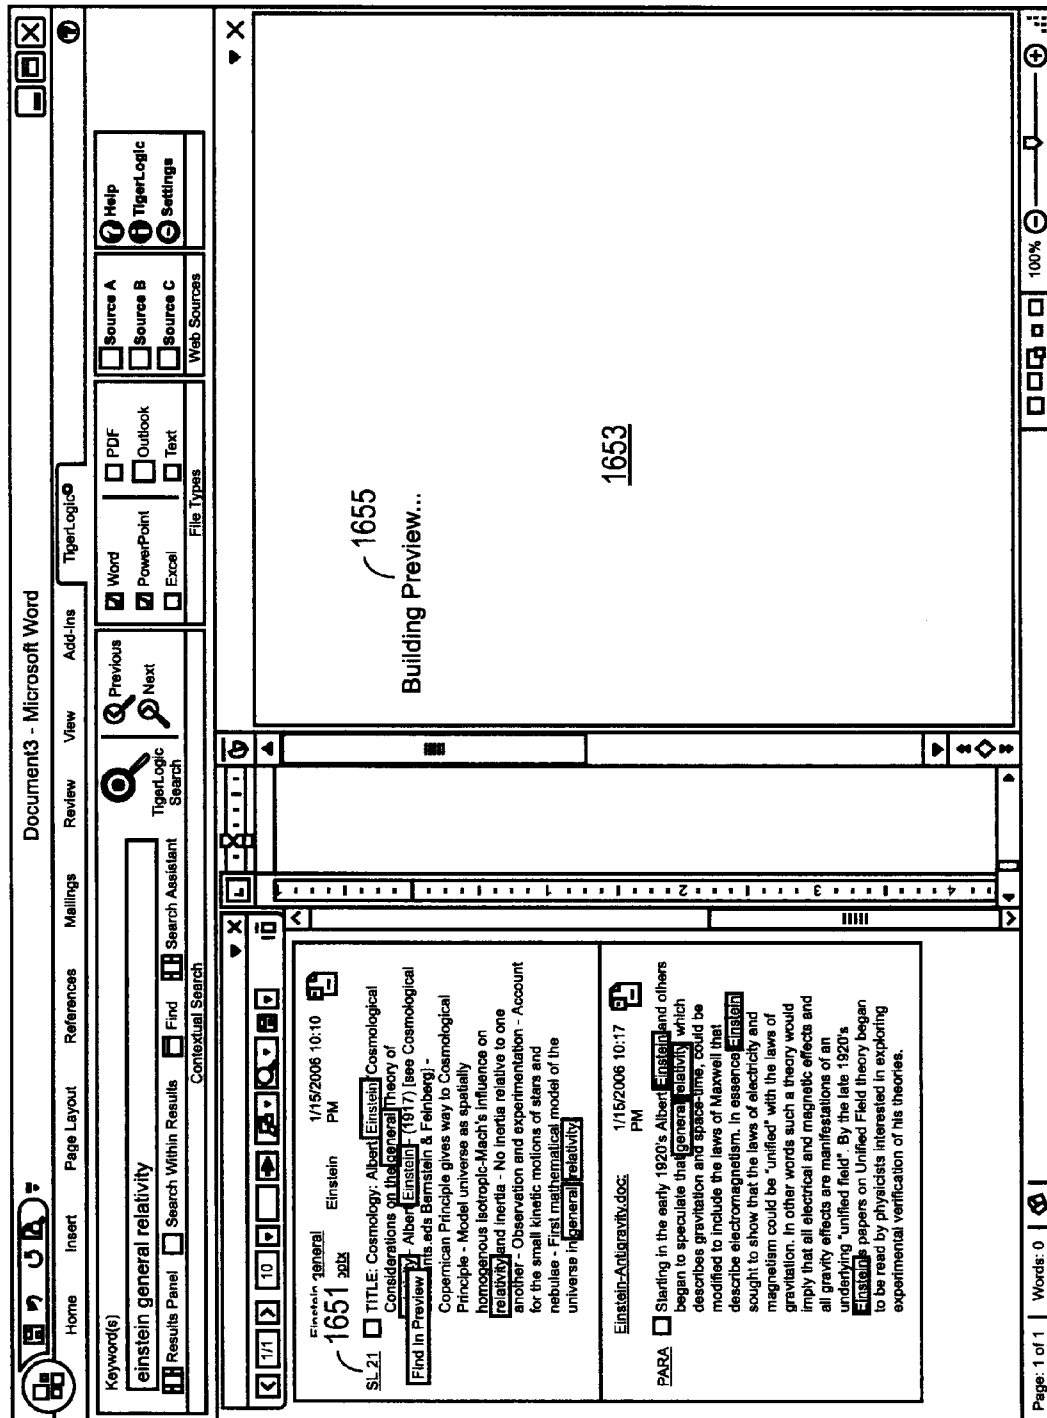 Document3 - Microsoft Word
Home Insert Page Layout References Mailings Review View Add-Ins TigerLogic
Keyword(s)
einstein general relativity
Results Panel Search Within Results Find Search Assistant
TigerLogic
Search
Previous
Next
Contextual Search
Word PDF
PowerPoint Outlook
Excel Text
File Types
Source A
Source B
Source C
Web Sources
Help
TigerLogic
Settings
1/1 10
Einstein general Einstein 1/15/2006 10:10
pptx PM
1651
SL 21 TITLE: Cosmology: Albert Einstein Cosmological
Considerations on the general Theory of
- Albert Einstein - (1917) [see Cosmological
Find In Preview
nts.eds Bernstein & Feinberg] -
Copernican Principle gives way to Cosmological
Principle - Model universe as spatially
homogenous isotropic-Mach's influence on
relativity and inertia - No inertia relative to one
another - Observation and experimentation - Account
for the small kinetic motions of stars and
nebulae - First mathematical model of the
universe in general relativity
Einstein-Antigravity.doc: 1/15/2006 10:17
PM
PARA Starting in the early 1920's Albert Einstein and others
began to speculate that general relativity which
describes gravitation and space-time, could be
modified to include the laws of Maxwell that
describe electromagnetism. In essence Einstein
sought to show that the laws of electricity and
magnetism could be "unified" with the laws of
gravitation. In other words such a theory would
imply that all electrical and magnetic effects and
all gravity effects are manifestations of an
underlying "unified field". By the late 1920's
Einstein's papers on Unified Field theory began
to be read by physicists interested in exploring
experimental verification of his theories.
1 1 2 3 4
1655
Building Preview...
1653
Page: 1 of 1 Words: 0 100%